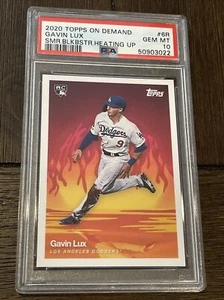 2020 TOPPS ON DEMAND #6R
GAVIN LUX GEM MT
SMR.BLKBSTR.HEATING UP 10
PSA 50903022
RC
Topps
Dodgers
9
Gavin Lux
LOS ANGELES DODGERS